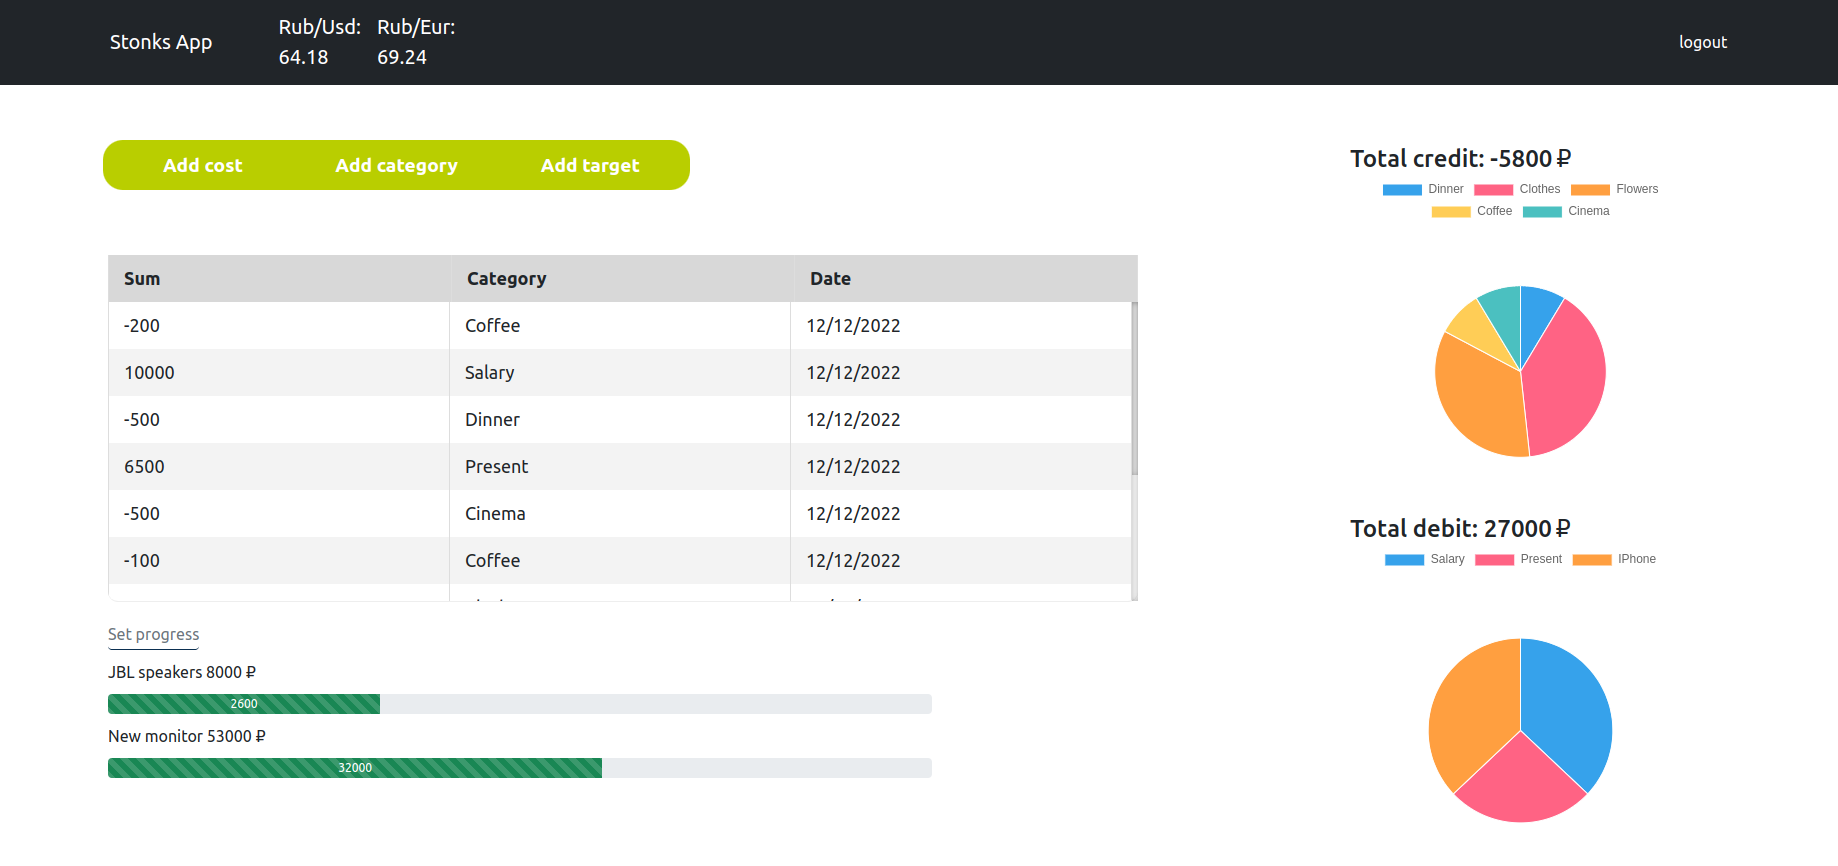 Stonks App
Rub/Usd: Rub/Eur:
64.18 69.24
logout
Add cost Add category Add target
Sum Category Date
-200 Coffee 12/12/2022
10000 Salary 12/12/2022
-500 Dinner 12/12/2022
6500 Present 12/12/2022
-500 Cinema 12/12/2022
-100 Coffee 12/12/2022
Set progress
JBL speakers 8000 ₽
2600
New monitor 53000 ₽
32000
Total credit: -5800 ₽
Dinner Clothes Flowers
Coffee Cinema
Total debit: 27000 ₽
Salary Present IPhone